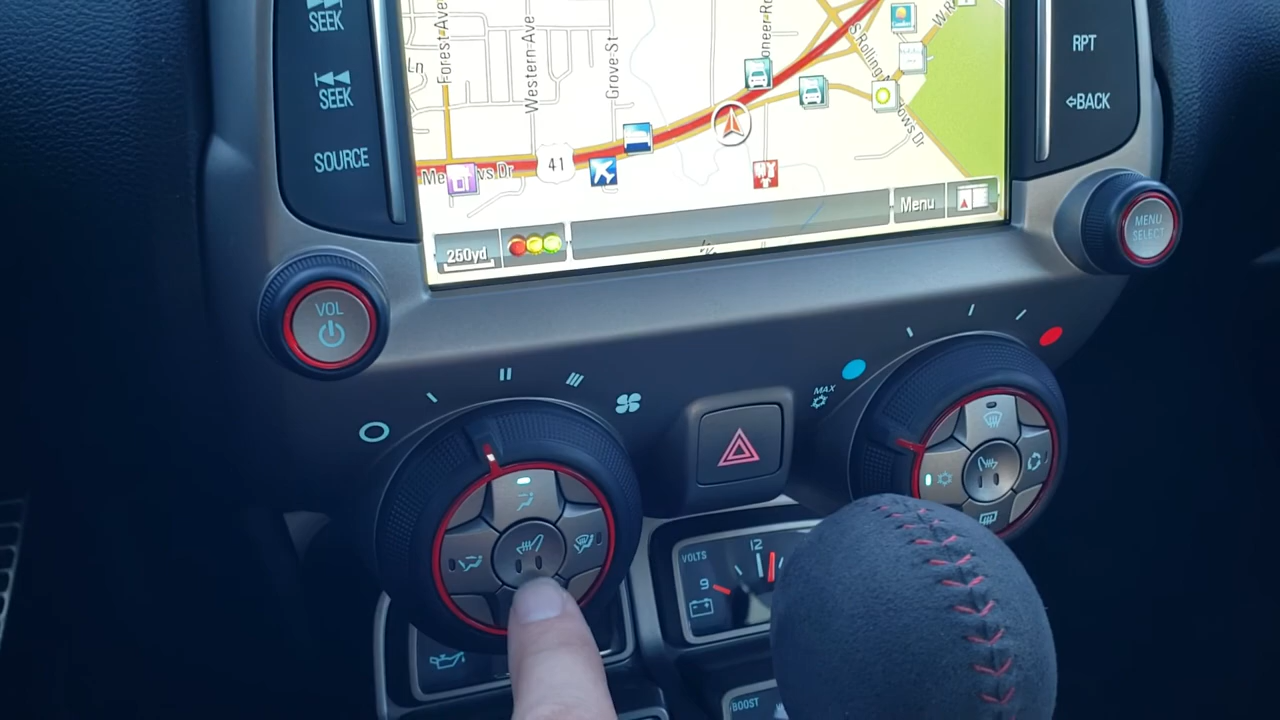 SEEK
SEEK
SOURCE
VOL
Ln
Forest Ave
Western Ave
Grove St
41
250yd
Menu
RPT
BACK
MENU
SELECT
MAX
VOLTS
9
12
BOOST